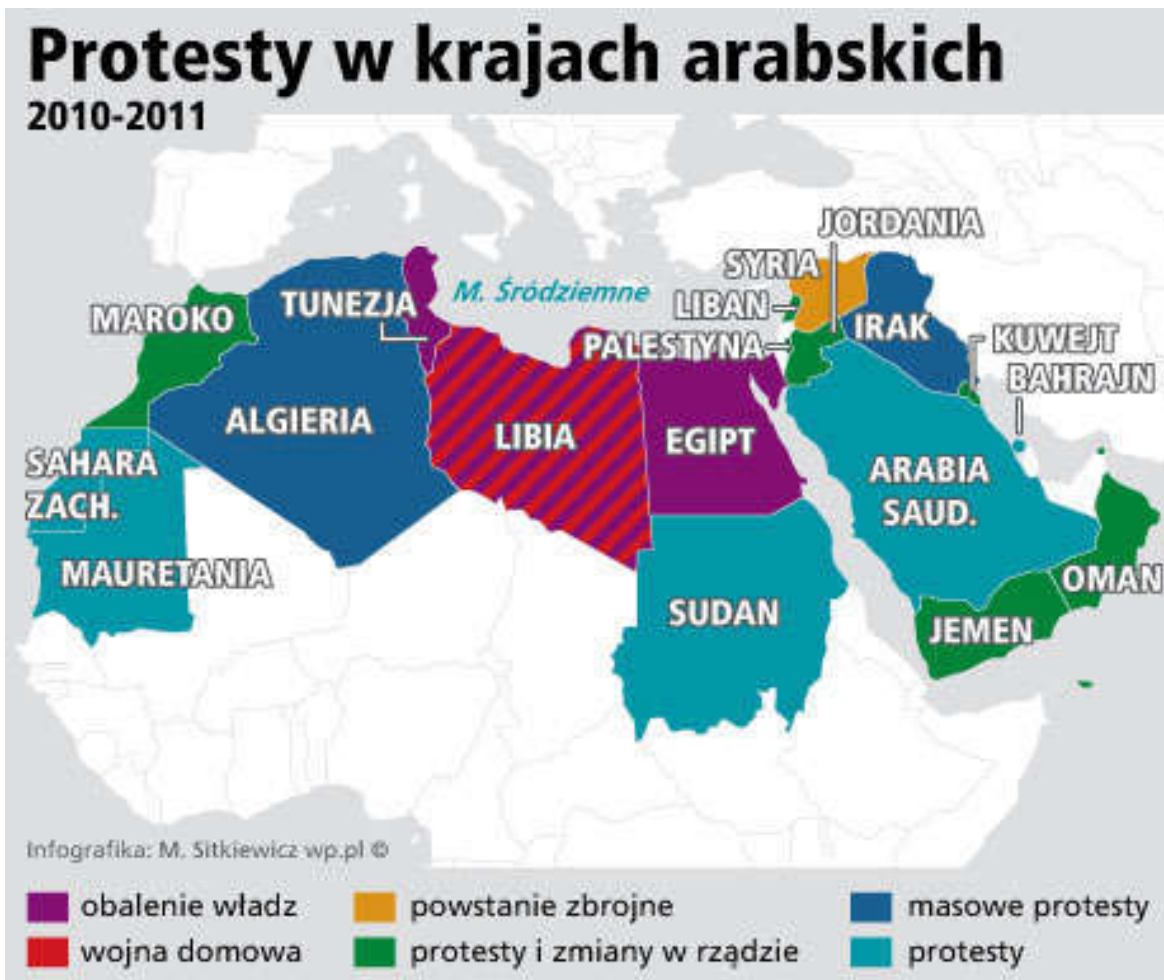 Protesty w krajach arabskich
2010-2011
JORDANIA
SYRIA
TUNEZJA
M. Śródziemne
LIBAN
MAROKO
IRAK
PALESTYNA
KUWEJT
BAHRAJN
ALGIERIA
LIBIA
EGIPT
SAHARA
ZACH.
ARABIA
SAUD.
MAURETANIA
OMAN
SUDAN
JEMEN
Infografika: M. Sitkiewicz wp.pl ©
obalenie władz
powstanie zbrojne
masowe protesty
wojna domowa
protesty i zmiany w rządzie
protesty